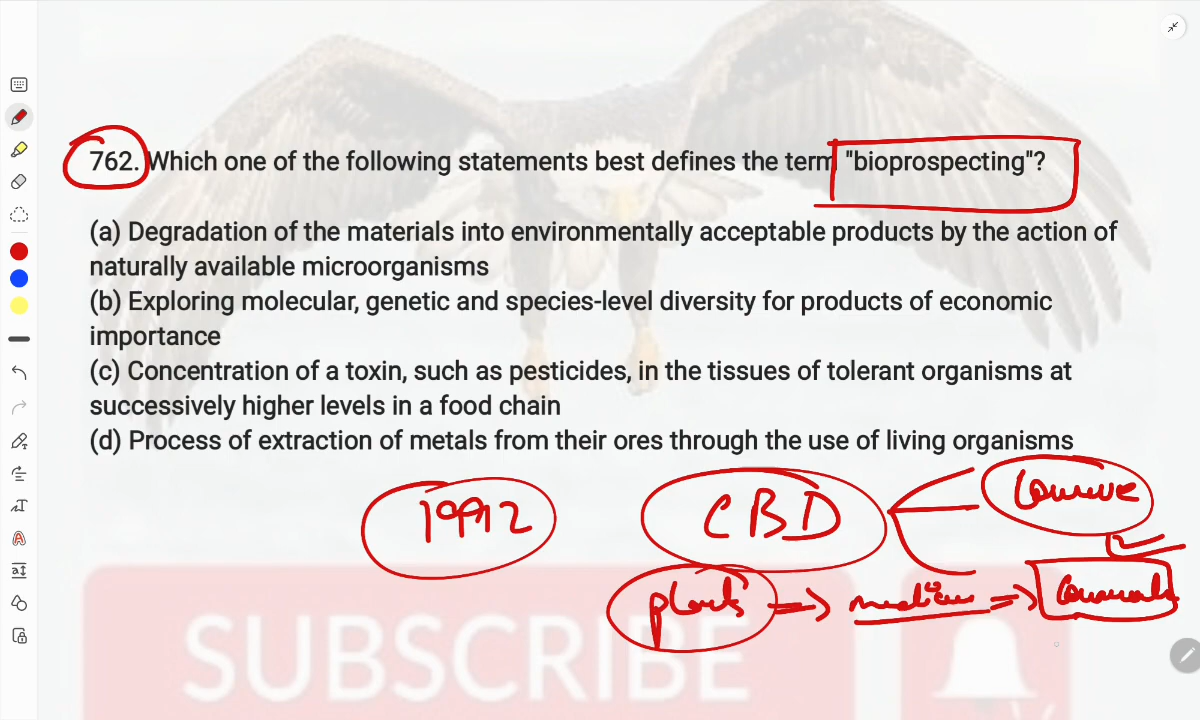 762. Which one of the following statements best defines the term "bioprospecting"?
(a) Degradation of the materials into environmentally acceptable products by the action of
naturally available microorganisms
(b) Exploring molecular, genetic and species-level diversity for products of economic
importance
(c) Concentration of a toxin, such as pesticides, in the tissues of tolerant organisms at
successively higher levels in a food chain
(d) Process of extraction of metals from their ores through the use of living organisms
1992 CBD
plants
SUBSCRIBE